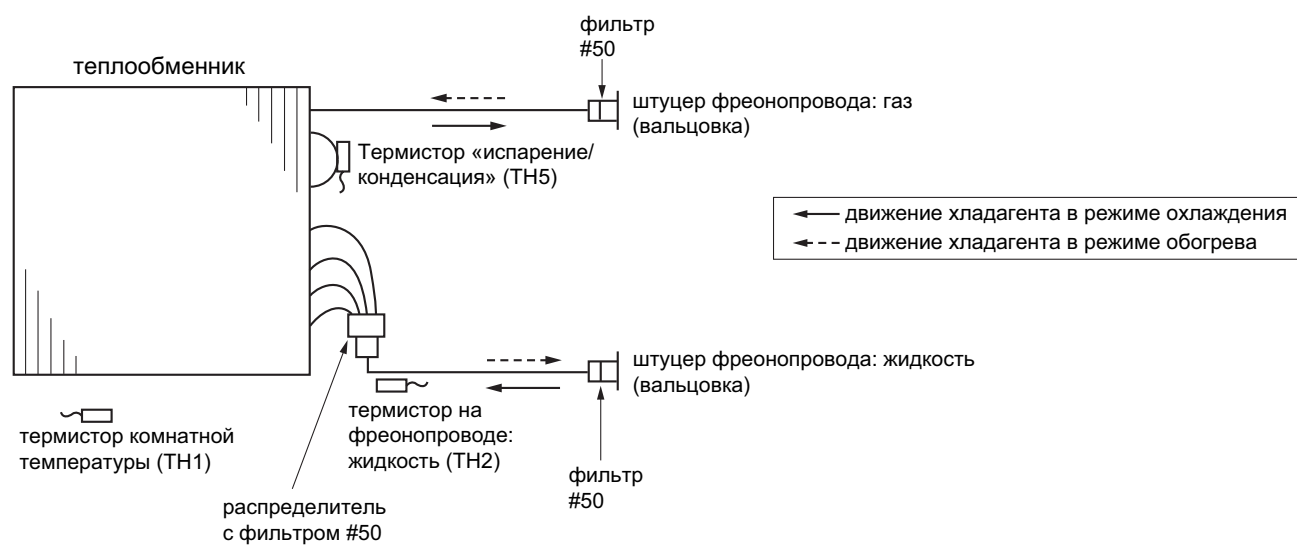 фильтр
#50
теплообменник
штуцер фреонопровода: газ
(вальцовка)
Термистор «испарение/
конденсация» (TH5)
движение хладагента в режиме охлаждения
движение хладагента в режиме обогрева
штуцер фреонопровода: жидкость
(вальцовка)
термистор на
фреонопроводе:
жидкость (TH2)
термистор комнатной
температуры (TH1)
фильтр
#50
распределитель
с фильтром #50